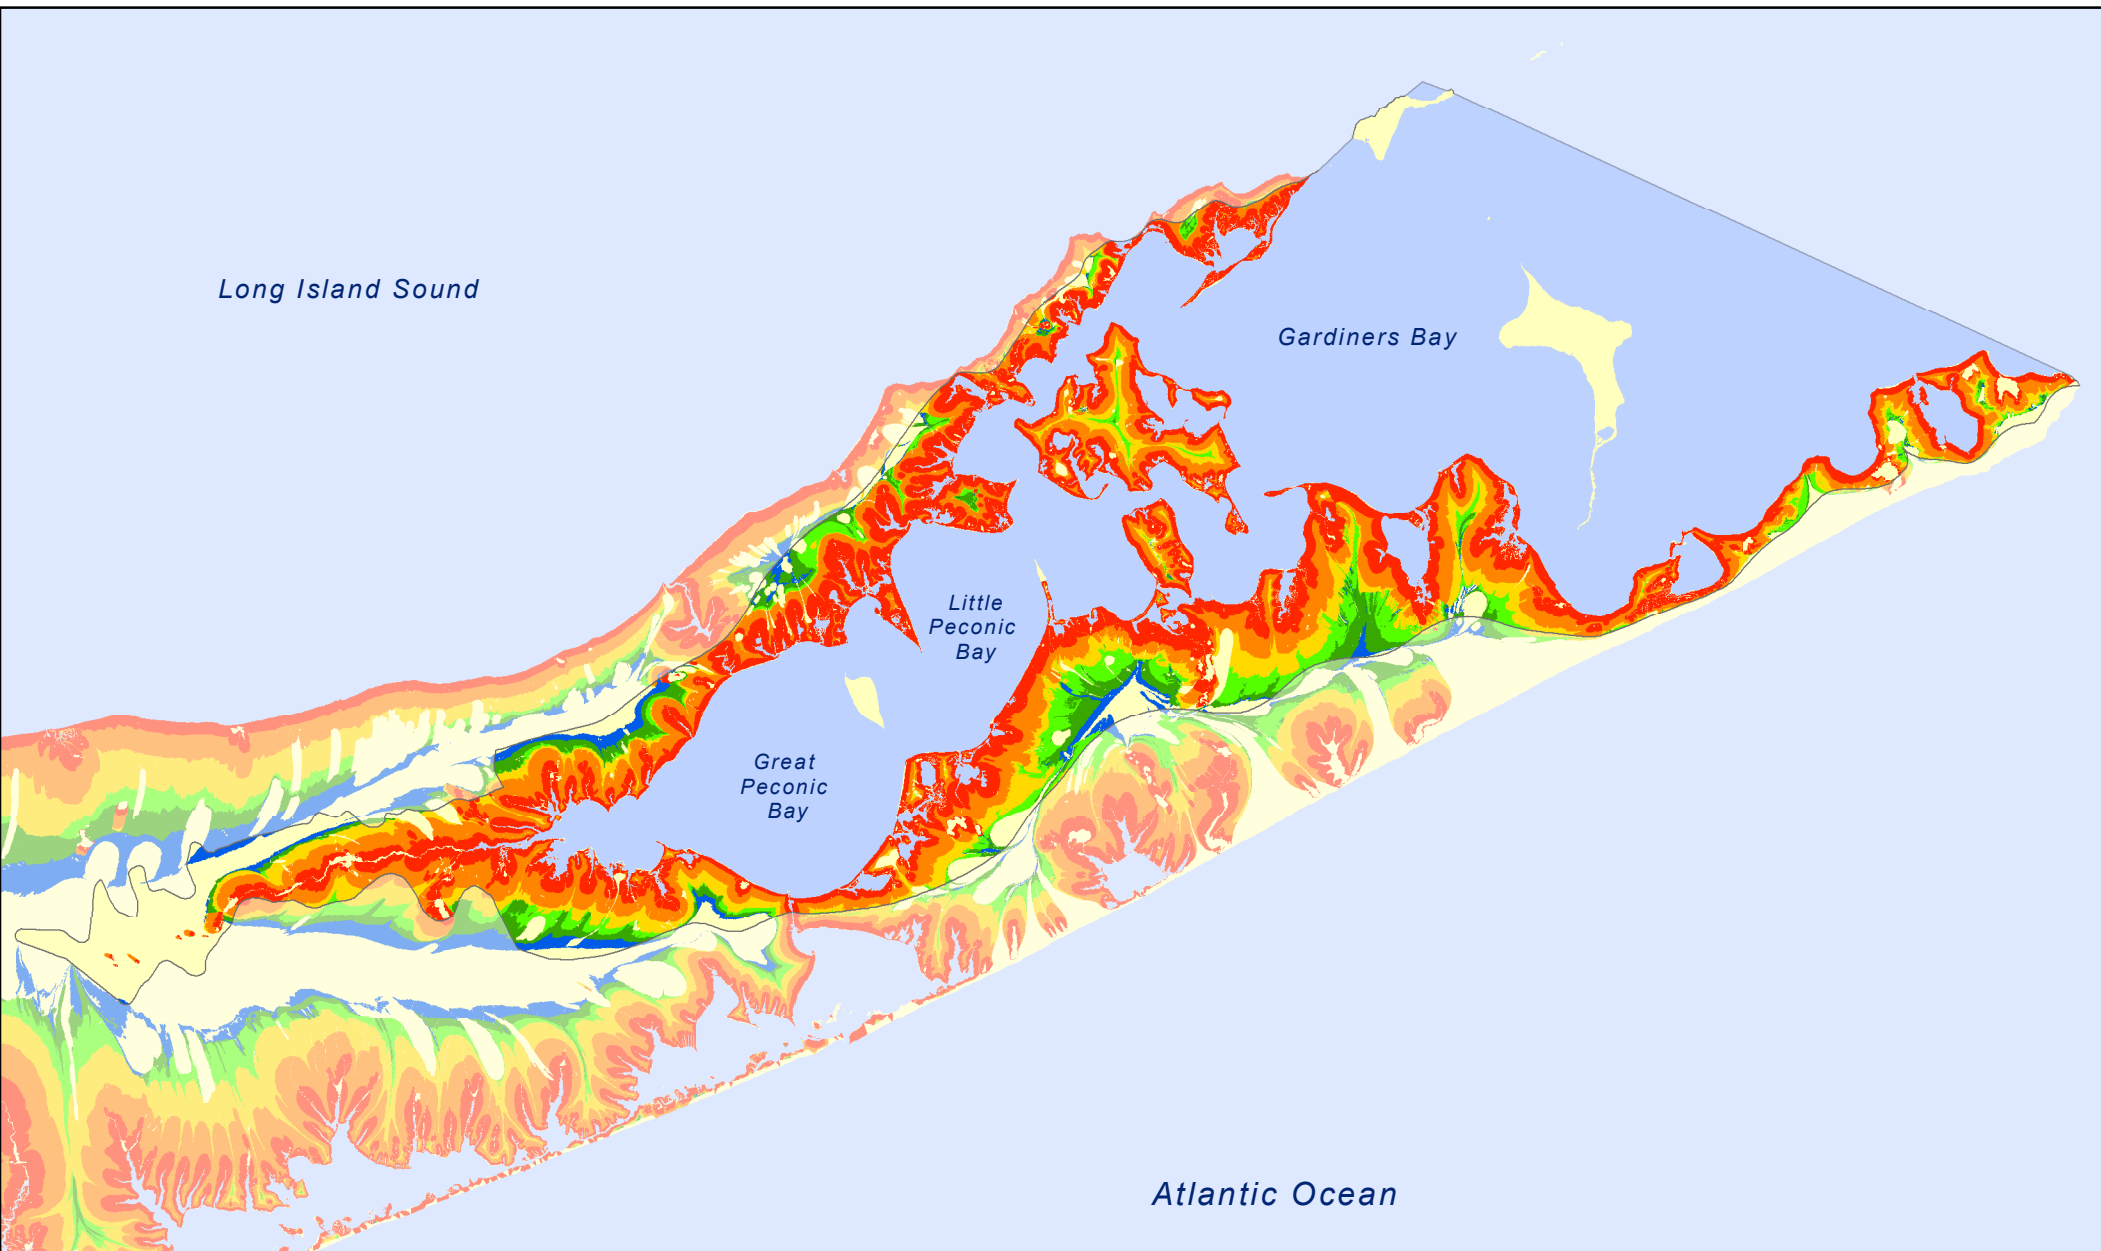 Long Island Sound
Gardiners Bay
Little
Peconic
Bay
Great
Peconic
Bay
Atlantic Ocean